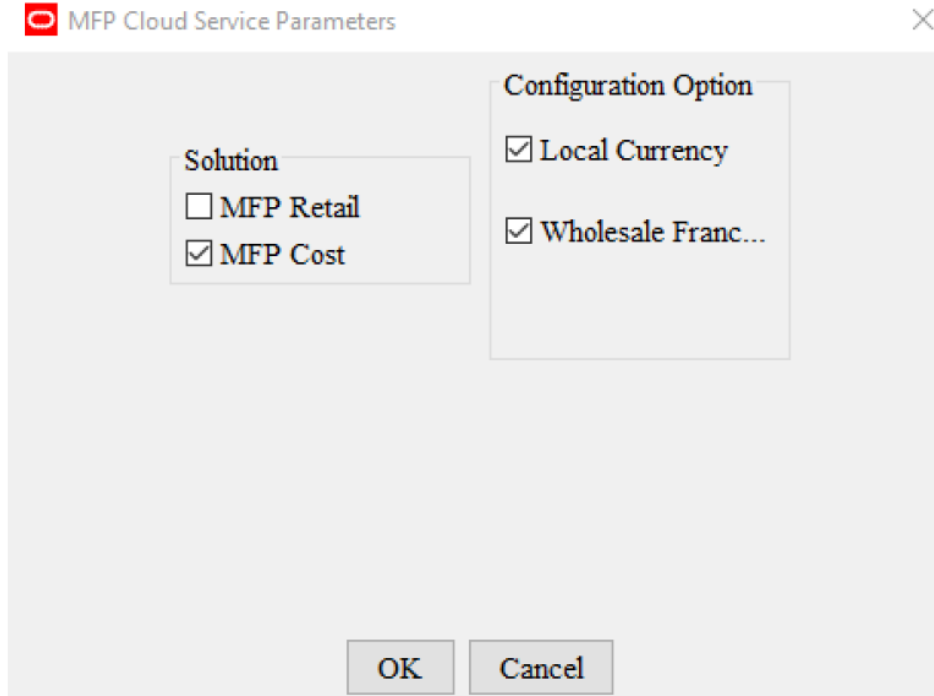 MFP Cloud Service Parameters
Solution
MFP Retail
MFP Cost
Configuration Option
Local Currency
Wholesale Franc...
OK
Cancel